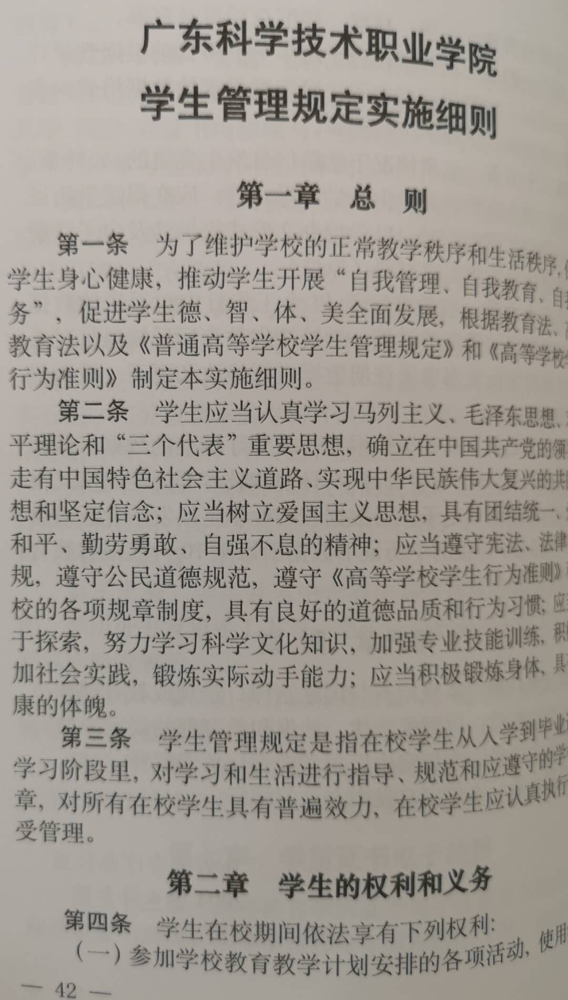 广东科学技术职业学院
学生管理规定实施细则
第一章 总 则
第一条 为了维护学校的正常教学秩序和生活秩序,
学生身心健康，推动学生开展“自我管理、自我教育、自
务”，促进学生德、智、体、美全面发展，根据教育法、
教育法以及《普通高等学校学生管理规定》和《高等学校
行为准则》制定本实施细则。
第二条 学生应当认真学习马列主义、毛泽东思想、
平理论和“三个代表”重要思想，确立在中国共产党的领
走有中国特色社会主义道路、实现中华民族伟大复兴的共
想和坚定信念；应当树立爱国主义思想，具有团结统一、
和平、勤劳勇敢、自强不息的精神；应当遵守宪法、法律
规，遵守公民道德规范，遵守《高等学校学生行为准则》
校的各项规章制度，具有良好的道德品质和行为习惯；应
于探索，努力学习科学文化知识，加强专业技能训练，积
加社会实践，锻炼实际动手能力；应当积极锻炼身体，具
康的体魄。
第三条 学生管理规定是指在校学生从入学到毕业
学习阶段里，对学习和生活进行指导、规范和应遵守的学
章，对所有在校学生具有普遍效力，在校学生应认真执行
受管理。
第二章 学生的权利和义务
第四条 学生在校期间依法享有下列权利：
（一）参加学校教育教学计划安排的各项活动，使用
— 42 —